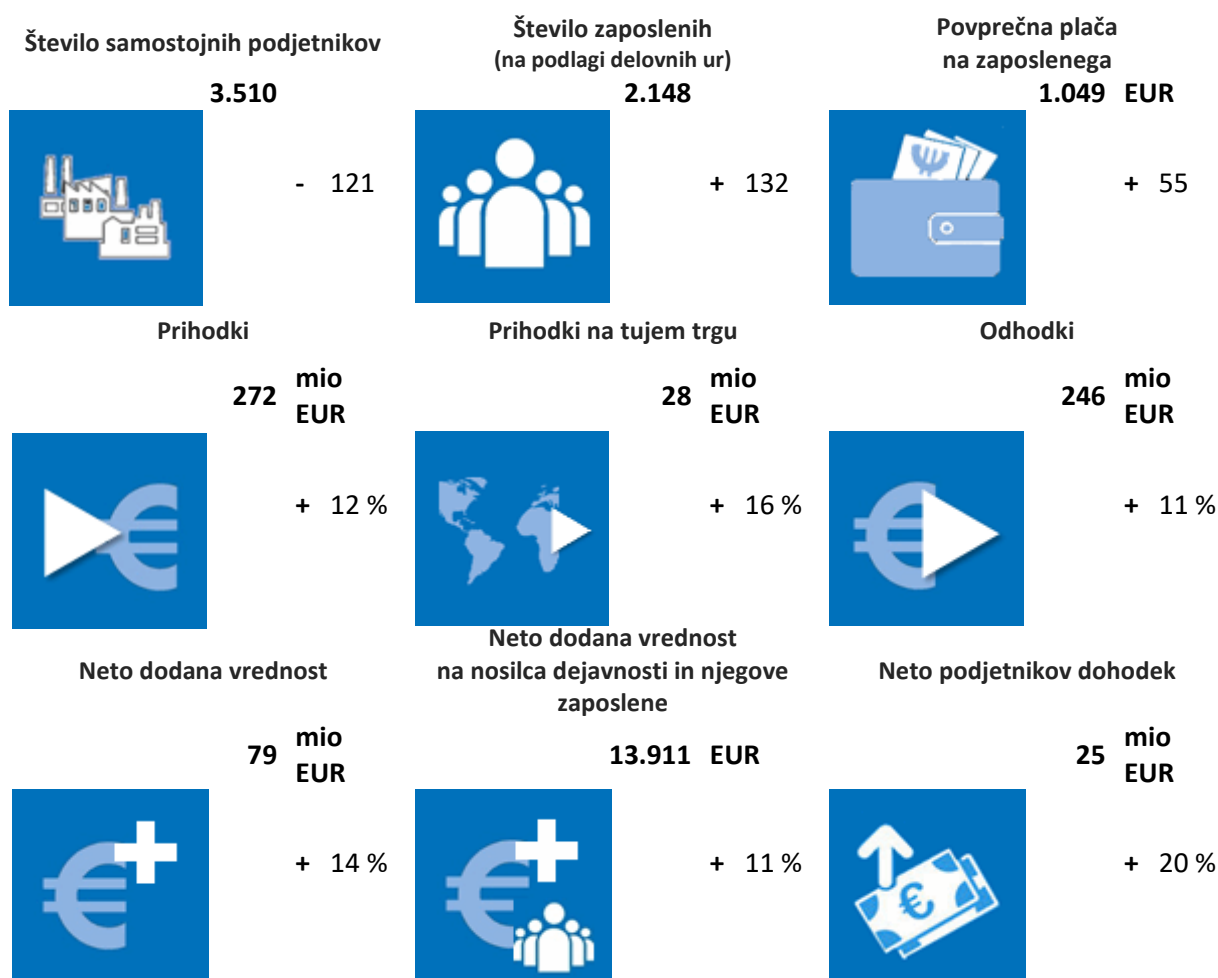 Število samostojnih podjetnikov
3.510
- 121
Število zaposlenih
(na podlagi delovnih ur)
2.148
+ 132
Povprečna plača
na zaposlenega
1.049 EUR
+ 55
Prihodki
272 mio
EUR
+ 12 %
Prihodki na tujem trgu
28 mio
EUR
+ 16 %
Odhodki
246 mio
EUR
+ 11 %
Neto dodana vrednost
79 mio
EUR
+ 14 %
Neto dodana vrednost
na nosilca dejavnosti in njegove
zaposlene
13.911 EUR
+ 11 %
Neto podjetnikov dohodek
25 mio
EUR
+ 20 %